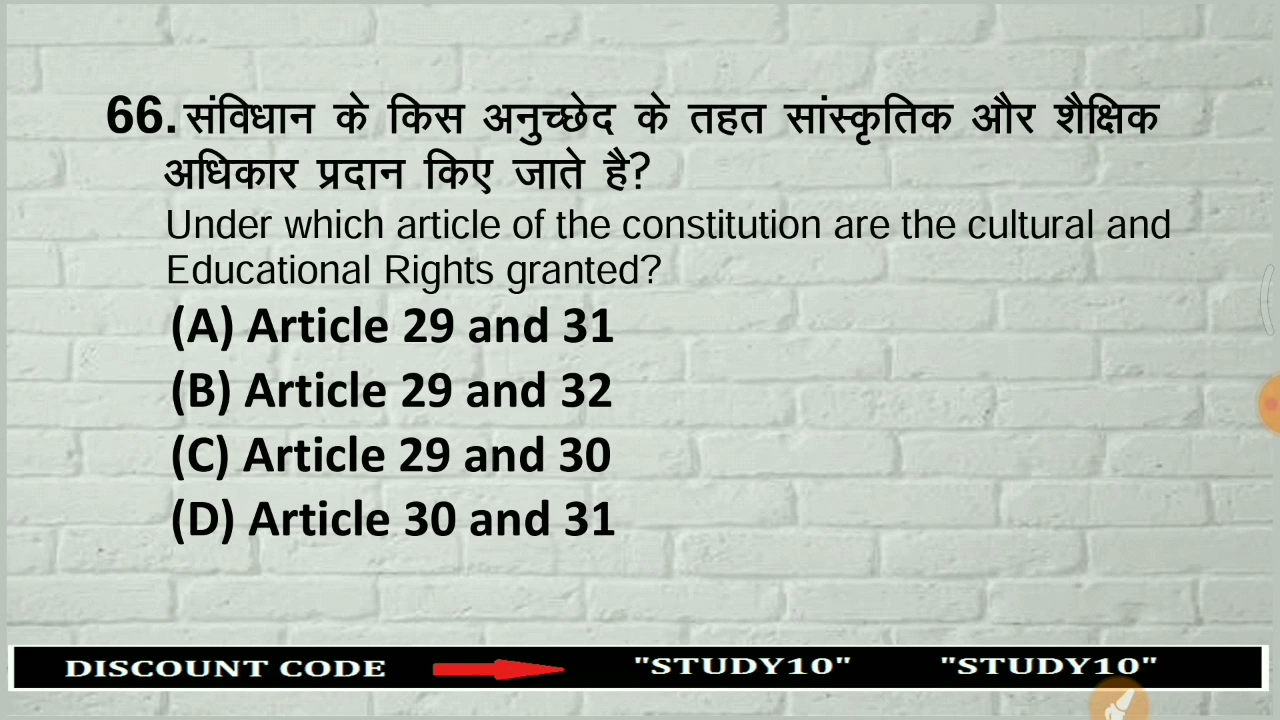 66. संविधान के किस अनुच्छेद के तहत सांस्कृतिक और शैक्षिक
अधिकार प्रदान किए जाते है?
Under which article of the constitution are the cultural and
Educational Rights granted?
(A) Article 29 and 31
(B) Article 29 and 32
(C) Article 29 and 30
(D) Article 30 and 31
DISCOUNT CODE "STUDY10" "STUDY10"